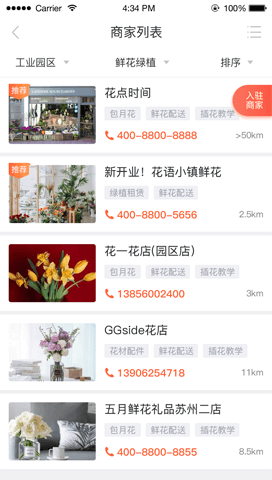 Carrier 4:34 PM 100%
商家列表
工业园区 鲜花绿植 排序
推荐
花点时间
包月花 鲜花配送 插花教学
400-8800-8888 >50km
入驻
商家
推荐
新开业！花语小镇鲜花
绿植租赁 鲜花配送
400-8800-5656 2.5km
花一花店(园区店)
包月花 鲜花配送 插花教学
13856002400 3km
GGside花店
花材配件 鲜花配送 插花教学
13906254718 11km
五月鲜花礼品苏州二店
包月花 鲜花配送 插花教学
400-8800-8855 8.5km